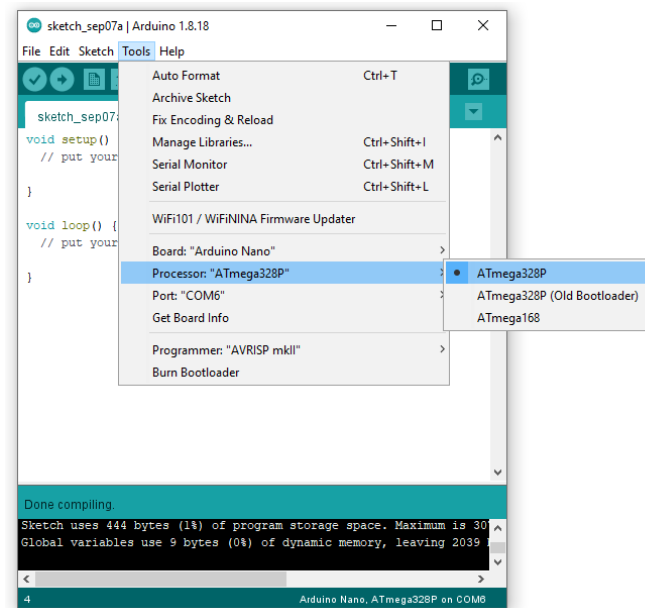 sketch_sep07a | Arduino 1.8.18
File Edit Sketch Tools Help
Auto Format Ctrl+T
Archive Sketch
sketch_sep07a Fix Encoding & Reload
void setup() Manage Libraries... Ctrl+Shift+I
// put your Serial Monitor Ctrl+Shift+M
} Serial Plotter Ctrl+Shift+L
void loop() { WiFi101 / WiFiNINA Firmware Updater
// put your Board: "Arduino Nano"
} Processor: "ATmega328P" ATmega328P
Port: "COM6" ATmega328P (Old Bootloader)
Get Board Info ATmega168
Programmer: "AVRISP mkII"
Burn Bootloader
Done compiling.
Sketch uses 444 bytes (1%) of program storage space. Maximum is 307
Global variables use 9 bytes (0%) of dynamic memory, leaving 2039
4 Arduino Nano, ATmega328P on COM6